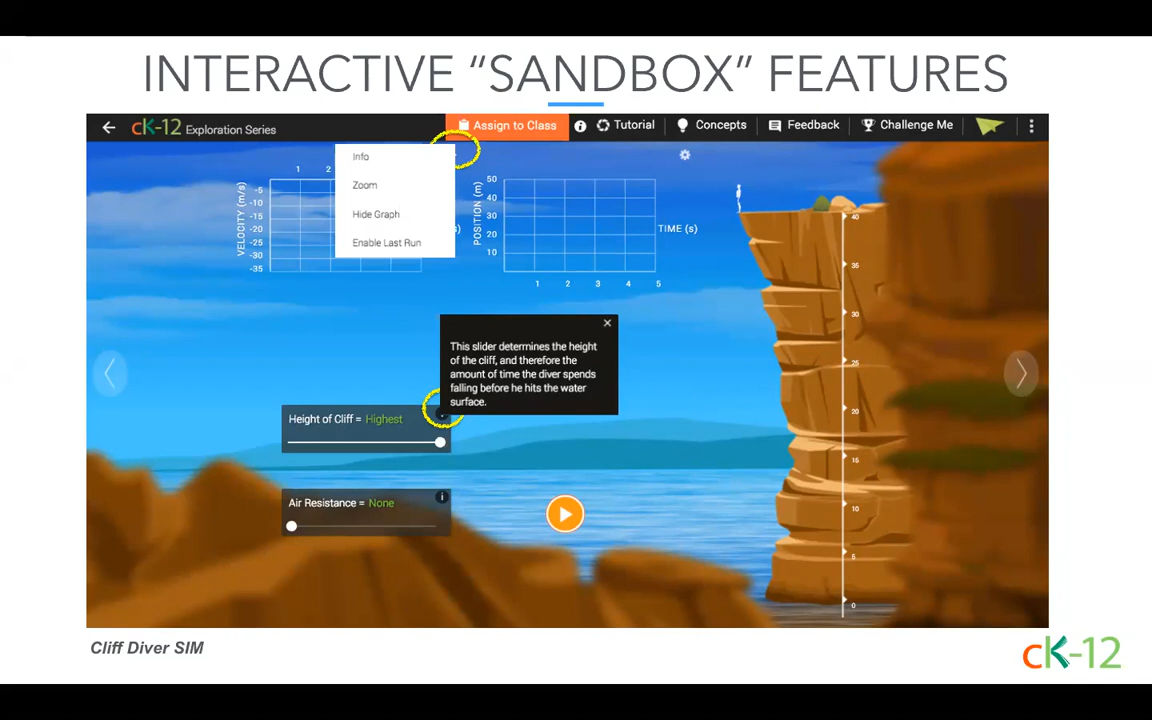 INTERACTIVE “SANDBOX” FEATURES
cK-12 Exploration Series
Assign to Class
Tutorial
Concepts
Feedback
Challenge Me
Info
Zoom
Hide Graph
Enable Last Run
1 2
VELOCITY (m/s)
-5
-10
-15
-20
-25
-30
-35
s)
POSITION (m)
50
40
30
20
10
TIME (s)
1 2 3 4 5
This slider determines the height
of the cliff, and therefore the
amount of time the diver spends
falling before he hits the water
surface.
Height of Cliff = Highest
Air Resistance = None
i
40
35
30
25
20
15
10
5
0
Cliff Diver SIM
cK-12